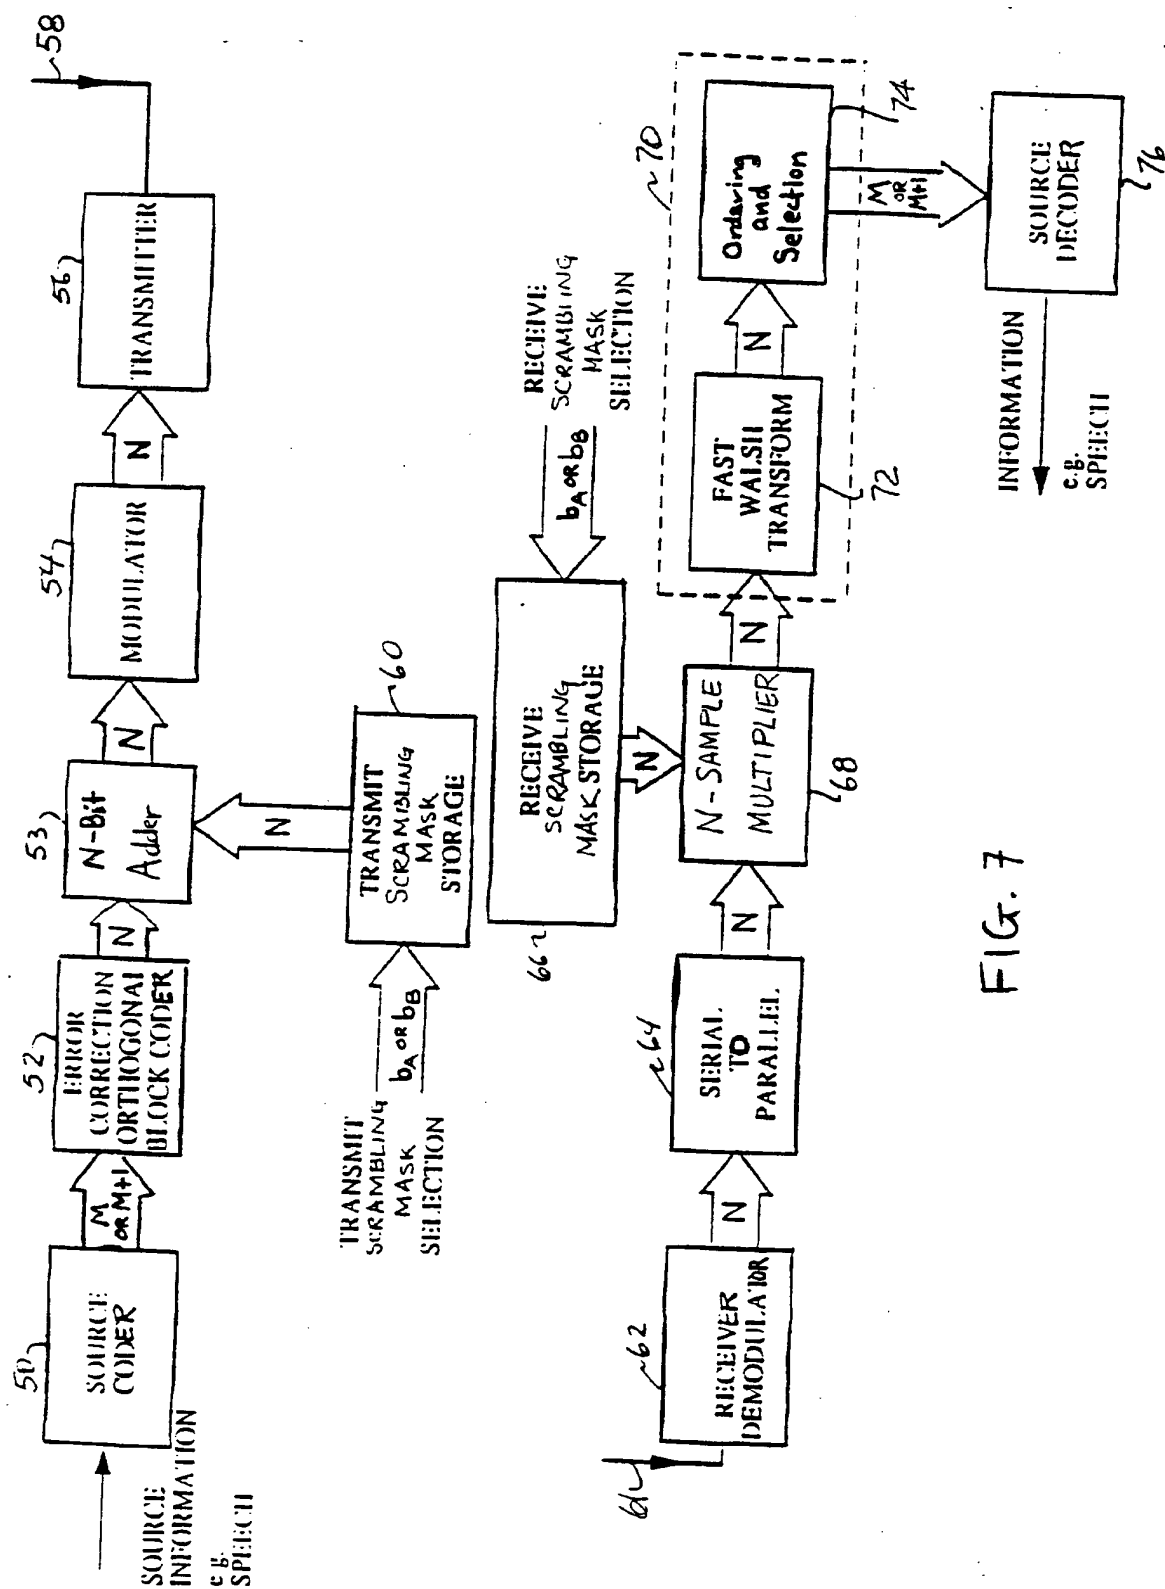 SOURCE
INFORMATION
e.g.
SPEECH
50
SOURCE
CODER
M
OR M+1
52
ERROR
CORRECTION
ORTHOGONAL
BLOCK CODER
N
53
N-Bit
Adder
N
54
MODULATOR
N
56
TRANSMITTER
58
TRANSMIT
SCRAMBLING
MASK
SELECTION
bA OR bB
TRANSMIT
SCRAMBLING
MASK
STORAGE
60
N
RECEIVE
SCRAMBLING
MASK
SELECTION
bA OR bB
66
RECEIVE
SCRAMBLING
MASK STORAGE
N
61
62
RECEIVER
DEMODULATOR
N
64
SERIAL
TO
PARALLEL
N
N-SAMPLE
MULTIPLIER
68
N
70
FAST
WALSH
TRANSFORM
72
N
Ordering
and
Selection
74
M
OR
M+1
SOURCE
DECODER
76
INFORMATION
e.g.
SPEECH
FIG. 7